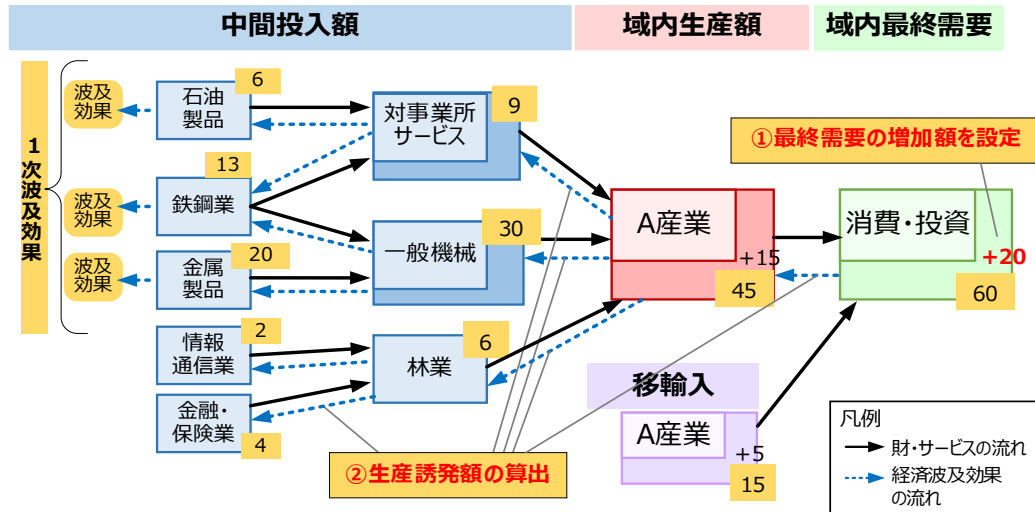 中間投入額
域内生産額
域内最終需要
1次波及効果
波及
効果
波及
効果
波及
効果
6
石油
製品
13
鉄鋼業
20
金属
製品
2
情報
通信業
金融・
保険業
4
9
対事業所
サービス
30
一般機械
6
林業
A産業
+15
45
①最終需要の増加額を設定
消費・投資
+20
60
移輸入
A産業
+5
15
②生産誘発額の算出
凡例
財・サービスの流れ
経済波及効果
の流れ